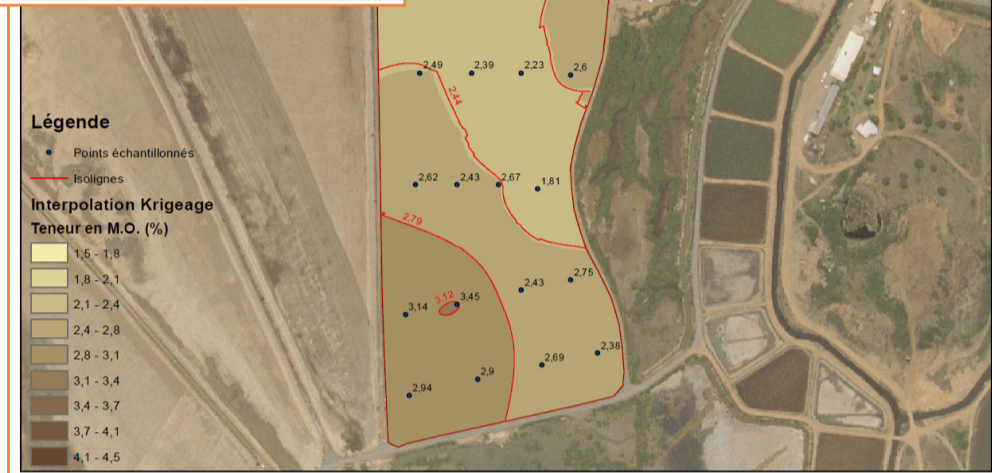 2,49
2,39
2,23
2,6
2,44
Légende
Points échantillonnés
Isolignes
Interpolation Krigeage
Teneur en M.O. (%)
1,5 - 1,8
1,8 - 2,1
2,1 - 2,4
2,4 - 2,8
2,8 - 3,1
3,1 - 3,4
3,4 - 3,7
3,7 - 4,1
4,1 - 4,5
2,62
2,43
2,67
1,81
2,79
2,75
2,43
3,12
3,45
3,14
2,38
2,69
2,9
2,94